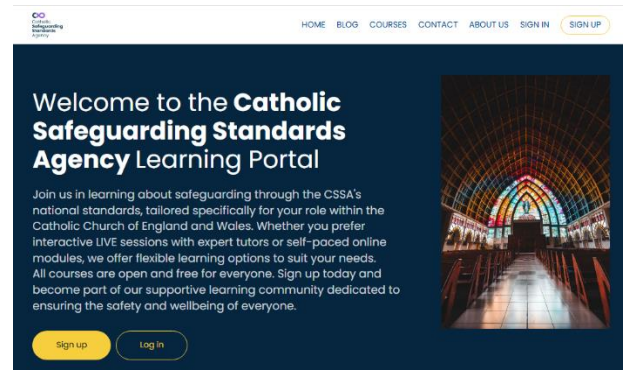 Catholic
Safeguarding
Standards
Agency
HOME BLOG COURSES CONTACT ABOUT US SIGN IN SIGN UP
Welcome to the Catholic
Safeguarding Standards
Agency Learning Portal
Join us in learning about safeguarding through the CSSA's
national standards, tailored specifically for your role within the
Catholic Church of England and Wales. Whether you prefer
interactive LIVE sessions with expert tutors or self-paced online
modules, we offer flexible learning options to suit your needs.
All courses are open and free for everyone. Sign up today and
become part of our supportive learning community dedicated to
ensuring the safety and wellbeing of everyone.
Sign up Log in